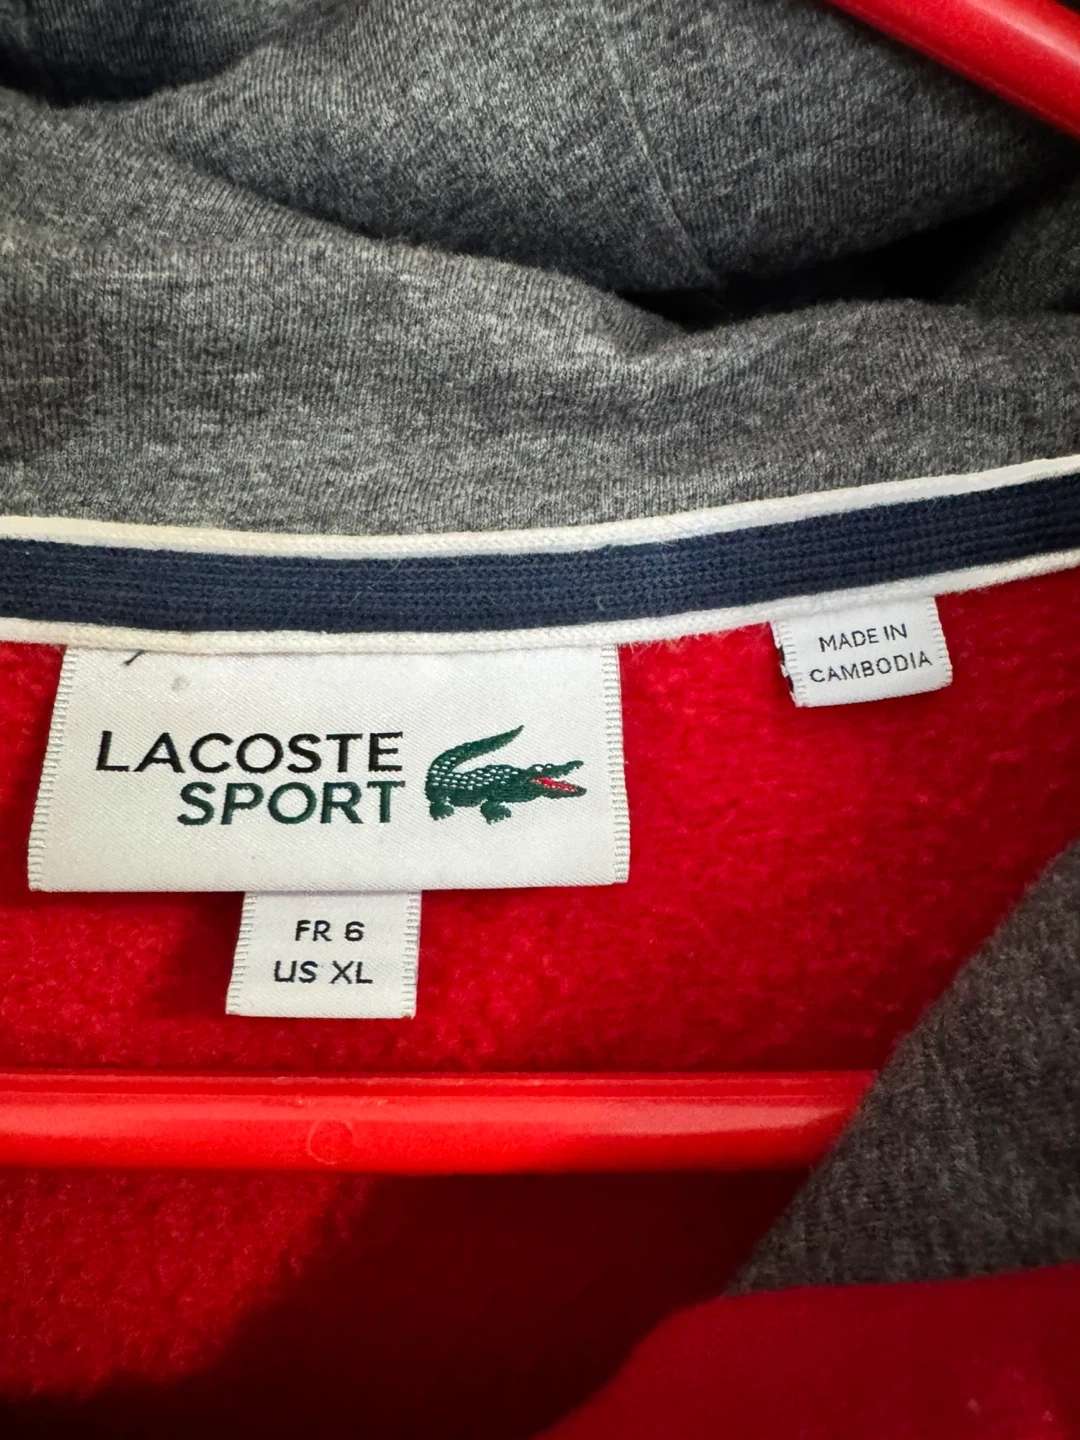 LACOSTE
SPORT
FR 6
US XL
MADE IN
CAMBODIA